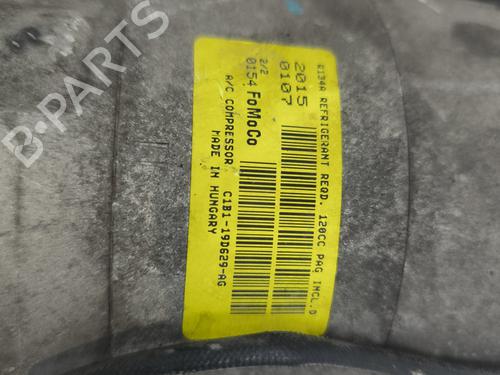 R134A REFRIGERANT REQD. 120CC PAG INCL.D
2015
0107
2/2
0154 FoMoCo
A/C COMPRESSOR C1B1-19D629-AG
MADE IN HUNGARY
B-PARTS